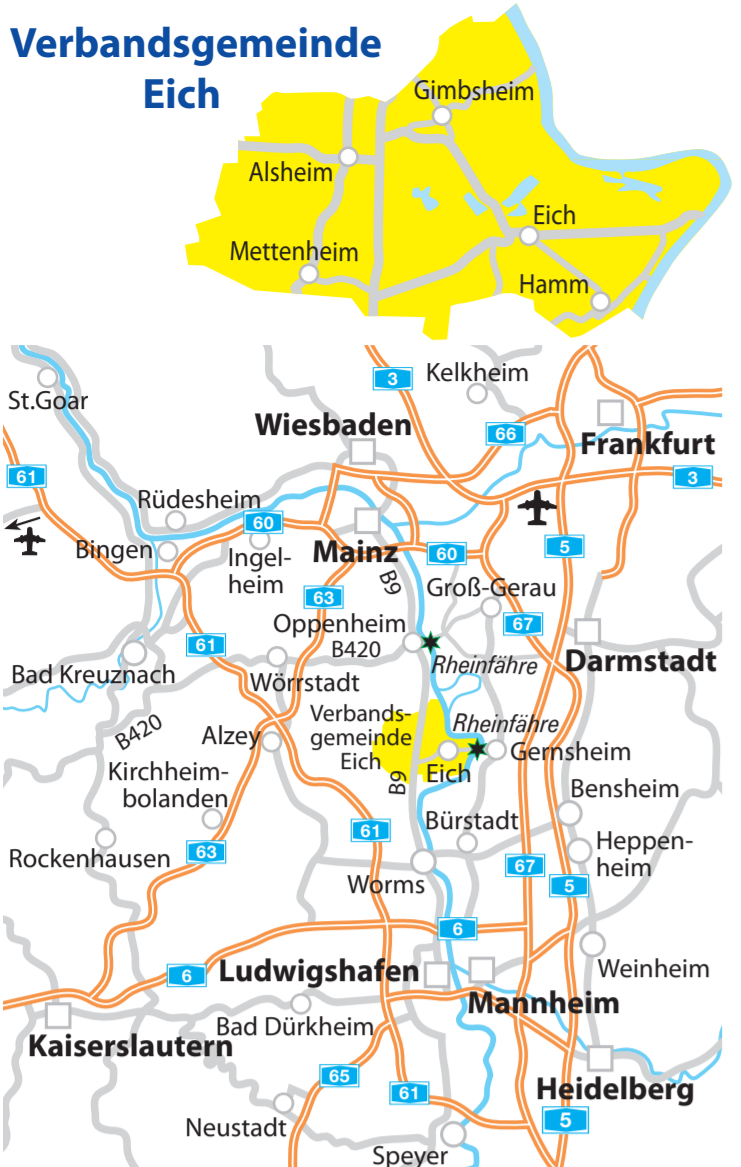 Verbandsgemeinde
Eich
Gimbsheim
Alsheim
Eich
Mettenheim
Hamm
3
Kelkheim
St.Goar
Wiesbaden
66
Frankfurt
61
3
Rüdesheim
60
Bingen
Ingel-
heim
Mainz
60
5
B9
63
Groß-Gerau
67
Oppenheim
B420
61
Rheinfähre
Darmstadt
Bad Kreuznach
Wörrstadt
B420
Alzey
Verbands-
gemeinde
Eich
Rheinfähre
Eich
Gernsheim
B9
Kirchheim-
bolanden
Bensheim
61
Bürstadt
Rockenhausen
63
Heppen-
heim
67
Worms
5
6
6
Ludwigshafen
Weinheim
Mannheim
Bad Dürkheim
Kaiserslautern
65
61
Heidelberg
5
Neustadt
Speyer